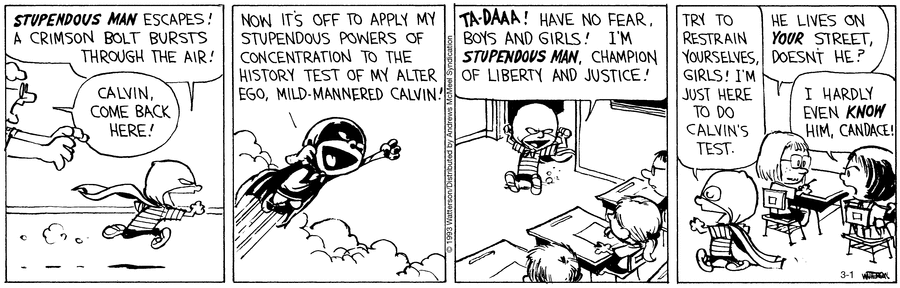 STUPENDOUS MAN ESCAPES!
A CRIMSON BOLT BURSTS
THROUGH THE AIR!
CALVIN,
COME BACK
HERE!
NOW IT'S OFF TO APPLY MY
STUPENDOUS POWERS OF
CONCENTRATION TO THE
HISTORY TEST OF MY ALTER
EGO, MILD-MANNERED CALVIN!
© 1993 Watterson/Distributed by Andrews McMeel Syndication
TA-DAAA! HAVE NO FEAR,
BOYS AND GIRLS! I'M
STUPENDOUS MAN, CHAMPION
OF LIBERTY AND JUSTICE!
TRY TO
RESTRAIN
YOURSELVES,
GIRLS! I'M
JUST HERE
TO DO
CALVIN'S
TEST.
HE LIVES ON
YOUR STREET,
DOESN'T HE?
I HARDLY
EVEN KNOW
HIM, CANDACE!
3-1 WATTERSON